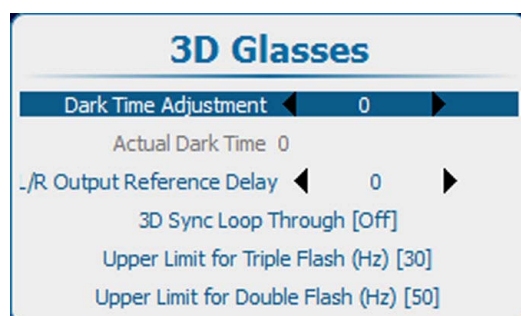 3D Glasses
Dark Time Adjustment 0
Actual Dark Time 0
/R Output Reference Delay 0
3D Sync Loop Through [Off]
Upper Limit for Triple Flash (Hz) [30]
Upper Limit for Double Flash (Hz) [50]